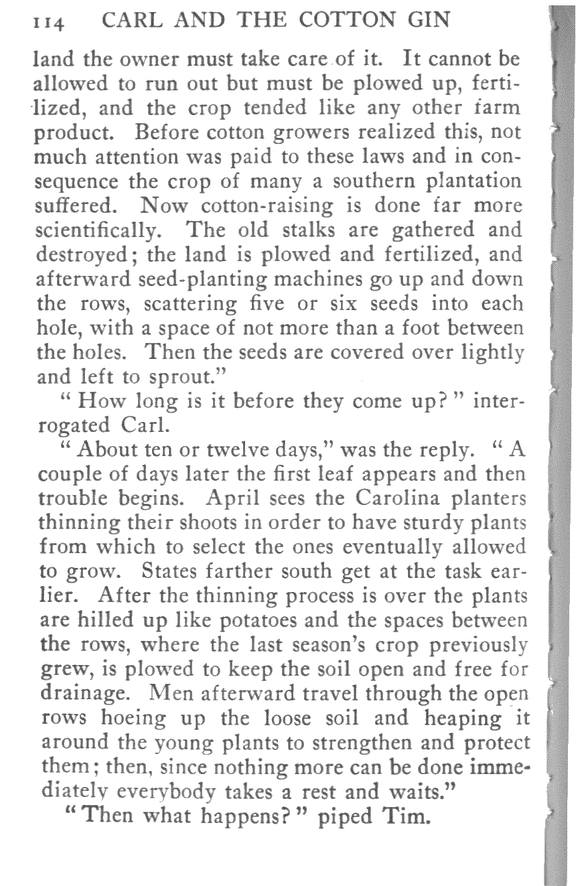 114 CARL AND THE COTTON GIN
land the owner must take care of it. It cannot be
allowed to run out but must be plowed up, ferti-
lized, and the crop tended like any other farm
product. Before cotton growers realized this, not
much attention was paid to these laws and in con-
sequence the crop of many a southern plantation
suffered. Now cotton-raising is done far more
scientifically. The old stalks are gathered and
destroyed; the land is plowed and fertilized, and
afterward seed-planting machines go up and down
the rows, scattering five or six seeds into each
hole, with a space of not more than a foot between
the holes. Then the seeds are covered over lightly
and left to sprout.”
“ How long is it before they come up? ” inter-
rogated Carl.
“ About ten or twelve days,” was the reply. “ A
couple of days later the first leaf appears and then
trouble begins. April sees the Carolina planters
thinning their shoots in order to have sturdy plants
from which to select the ones eventually allowed
to grow. States farther south get at the task ear-
lier. After the thinning process is over the plants
are hilled up like potatoes and the spaces between
the rows, where the last season’s crop previously
grew, is plowed to keep the soil open and free for
drainage. Men afterward travel through the open
rows hoeing up the loose soil and heaping it
around the young plants to strengthen and protect
them; then, since nothing more can be done imme-
diately everybody takes a rest and waits.”
“ Then what happens? ” piped Tim.